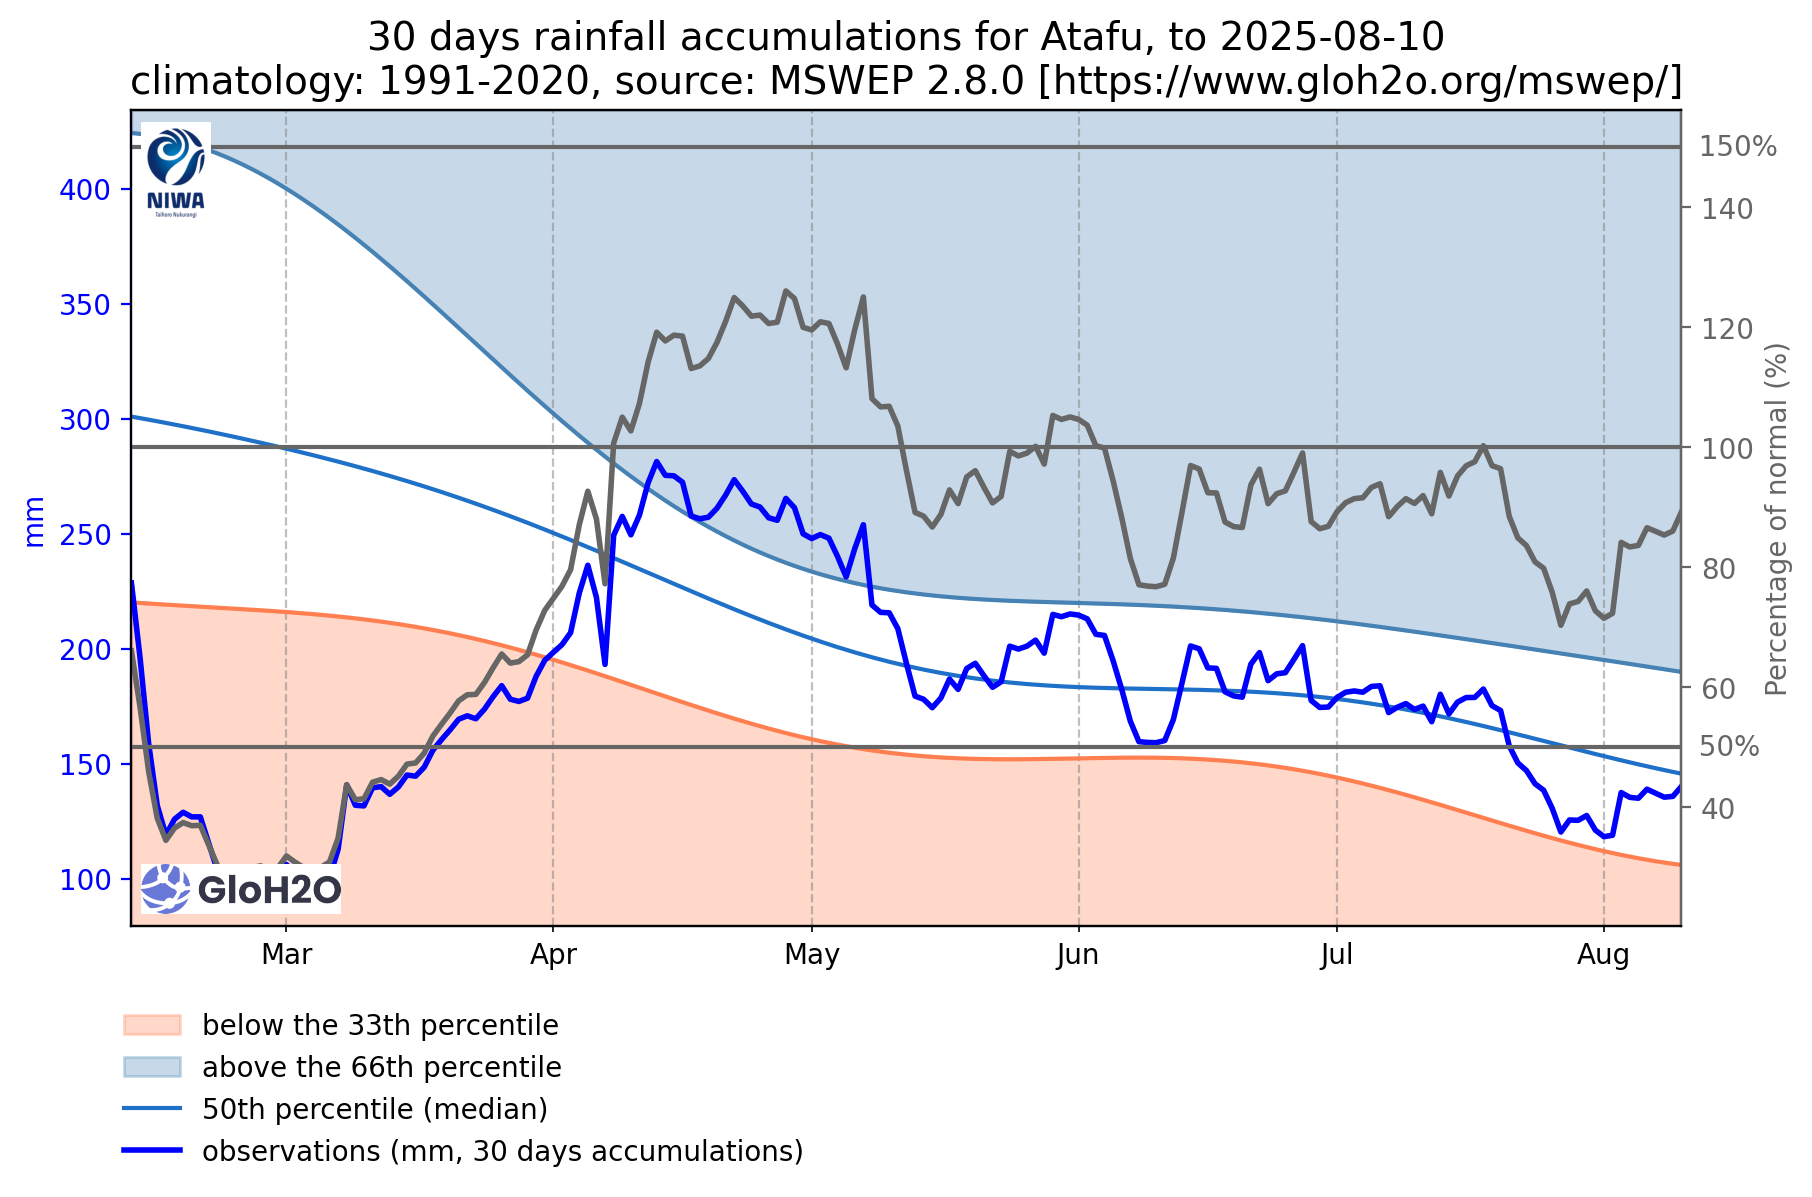 30 days rainfall accumulations for Atafu, to 2025-08-10
climatology: 1991-2020, source: MSWEP 2.8.0 [https://www.gloh2o.org/mswep/]
NIWA
Taihoro Nukurangi
400
350
300
250
200
150
100
mm
150%
140
120
100
80
60
50%
40
Percentage of normal (%)
GloH2O
Mar
Apr
May
Jun
Jul
Aug
below the 33th percentile
above the 66th percentile
50th percentile (median)
observations (mm, 30 days accumulations)